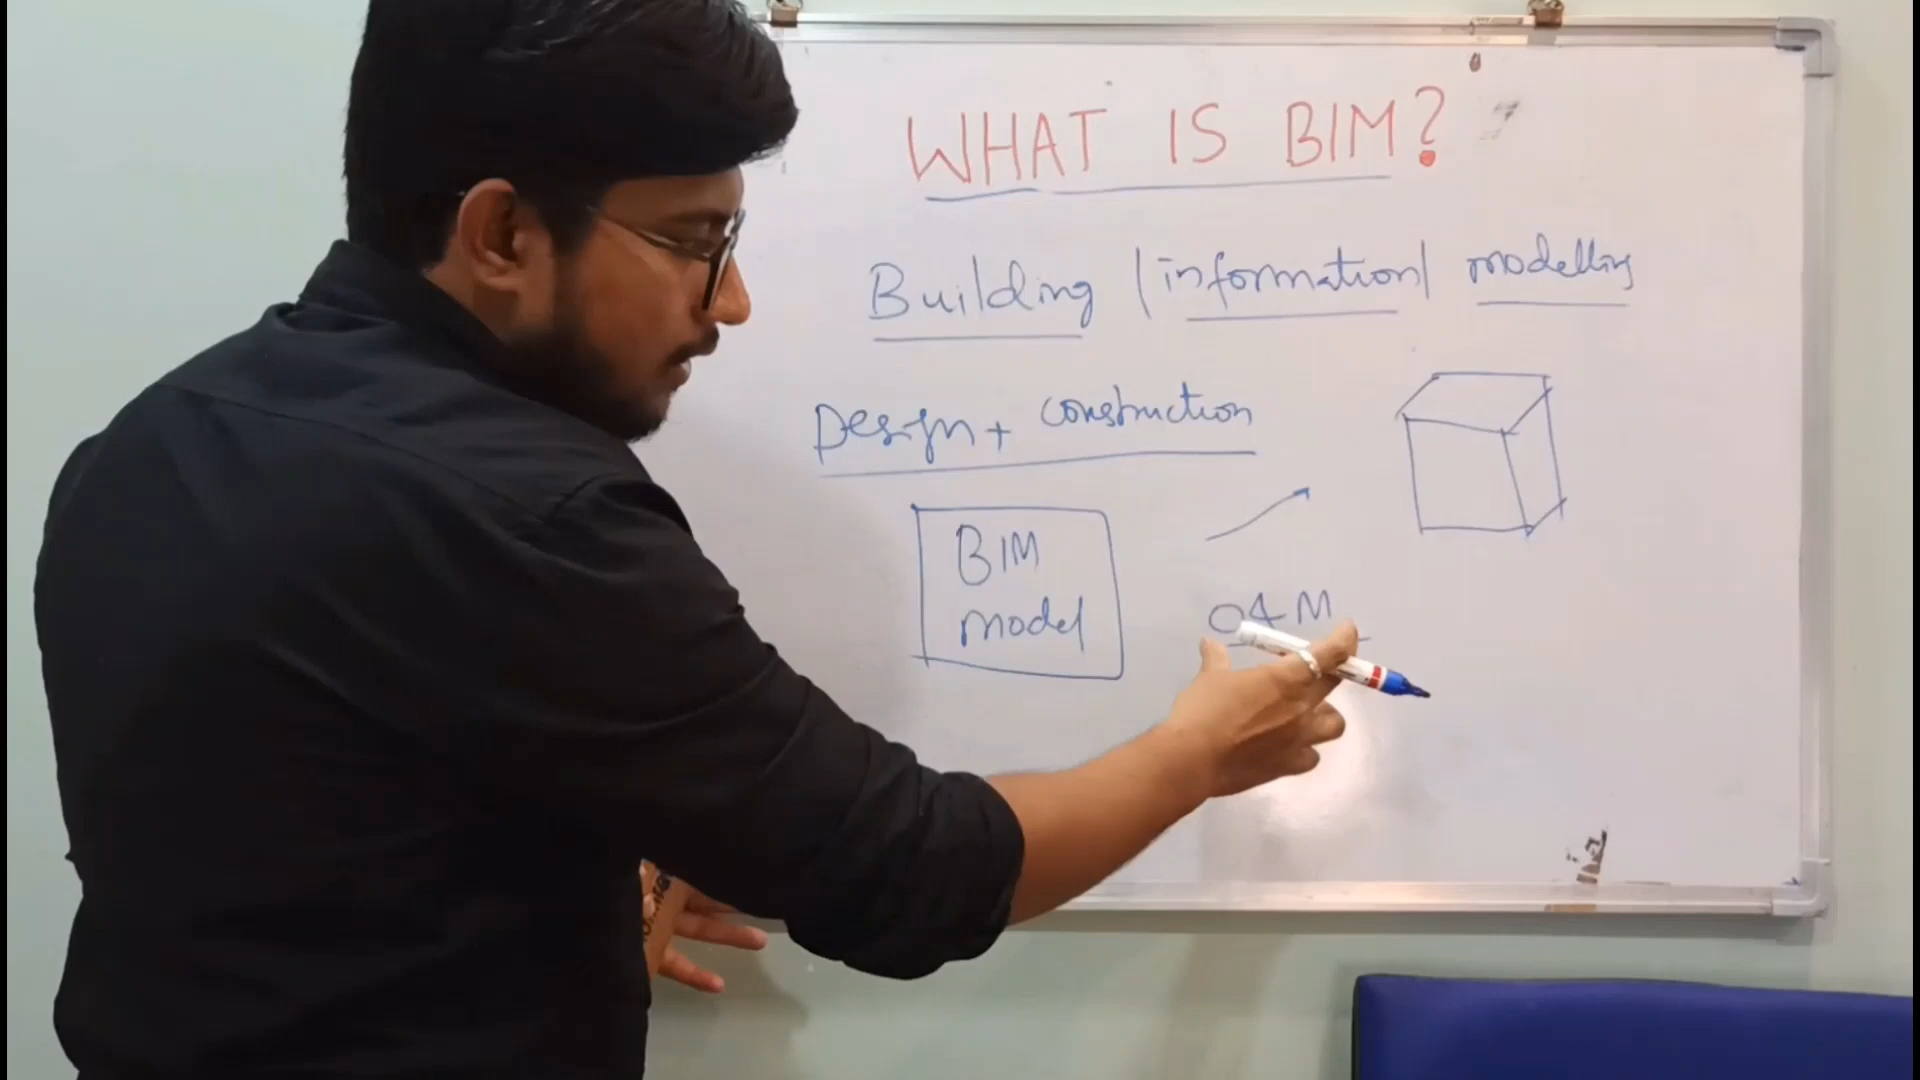 WHAT IS BIM?
Building |information| modelling
Design + construction
BIM
model
O&M